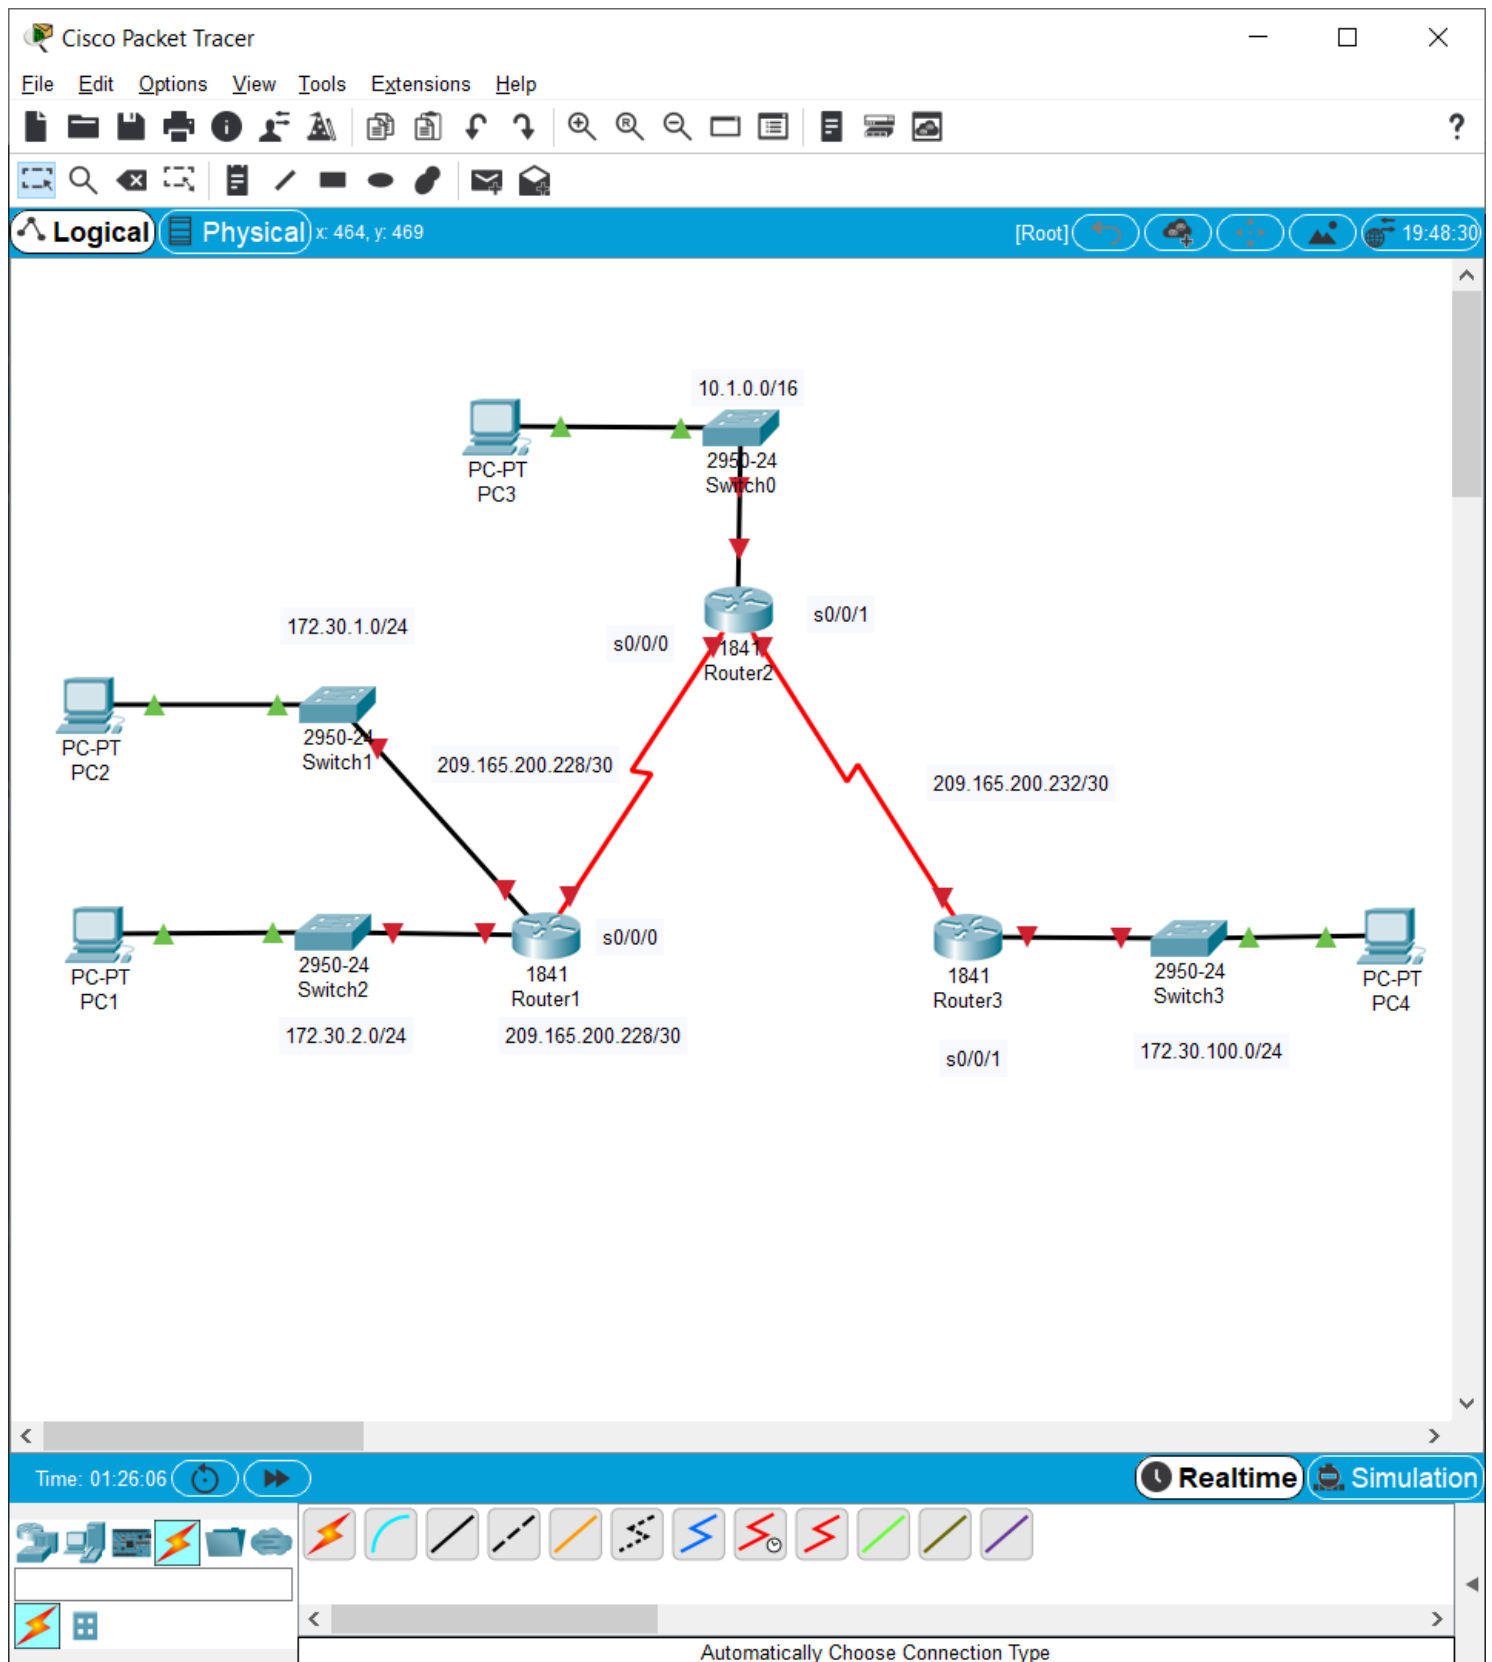 Cisco Packet Tracer
File Edit Options View Tools Extensions Help
?
Logical Physical x: 464, y: 469 [Root] 19:48:30
10.1.0.0/16
PC-PT
PC3
2950-24
Switch0
s0/0/1
s0/0/0
1841
Router2
172.30.1.0/24
PC-PT
PC2
2950-24
Switch1
209.165.200.228/30
209.165.200.232/30
PC-PT
PC1
2950-24
Switch2
s0/0/0
1841
Router1
172.30.2.0/24
209.165.200.228/30
1841
Router3
s0/0/1
2950-24
Switch3
172.30.100.0/24
PC-PT
PC4
Time: 01:26:06 Realtime Simulation
Automatically Choose Connection Type